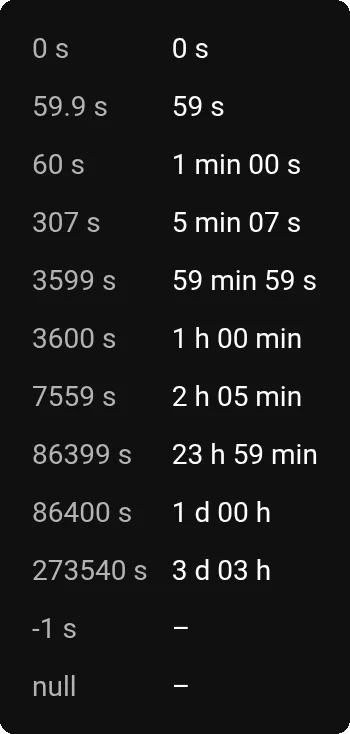 0 s 0 s
59.9 s 59 s
60 s 1 min 00 s
307 s 5 min 07 s
3599 s 59 min 59 s
3600 s 1 h 00 min
7559 s 2 h 05 min
86399 s 23 h 59 min
86400 s 1 d 00 h
273540 s 3 d 03 h
-1 s –
null –